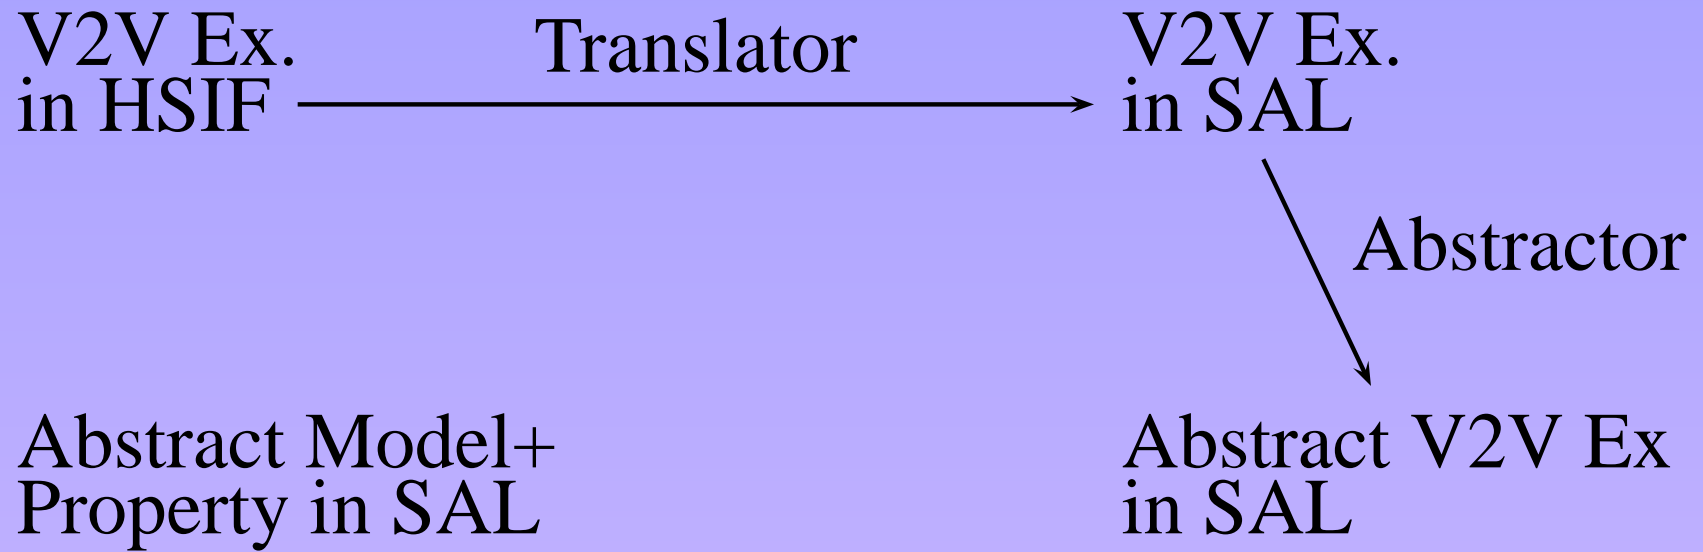 V2V Ex.
in HSIF
Translator
V2V Ex.
in SAL
Abstractor
Abstract Model+
Property in SAL
Abstract V2V Ex
in SAL